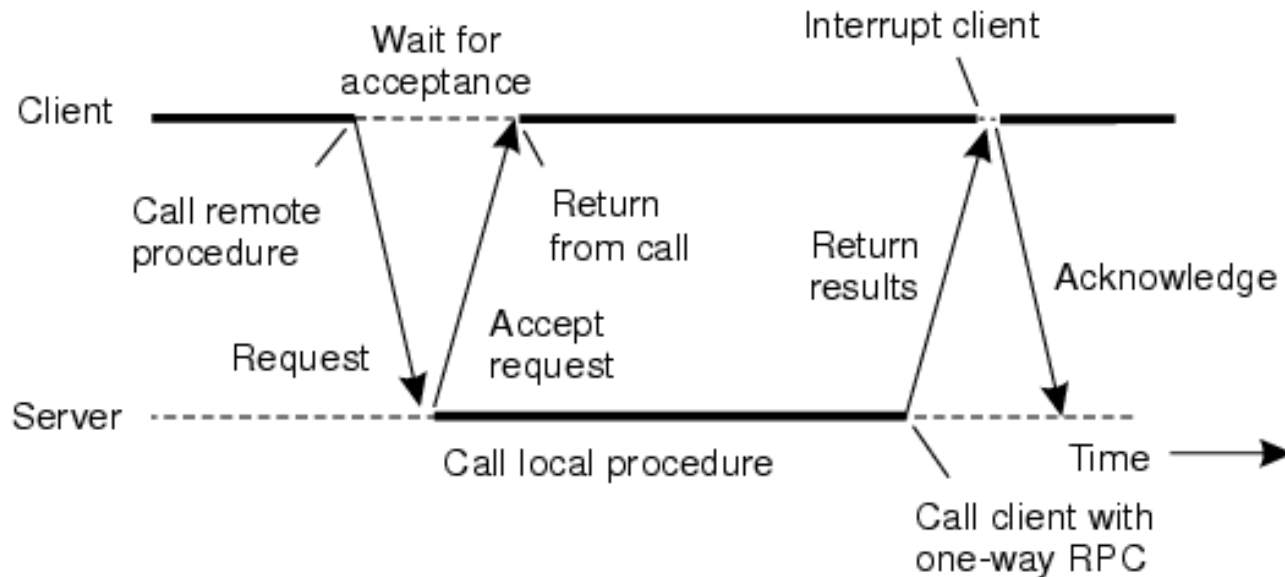 Interrupt client
Wait for
acceptance
Client
Call remote
procedure
Return
from call
Return
results
Acknowledge
Accept
request
Request
Server
Call local procedure
Time
Call client with
one-way RPC